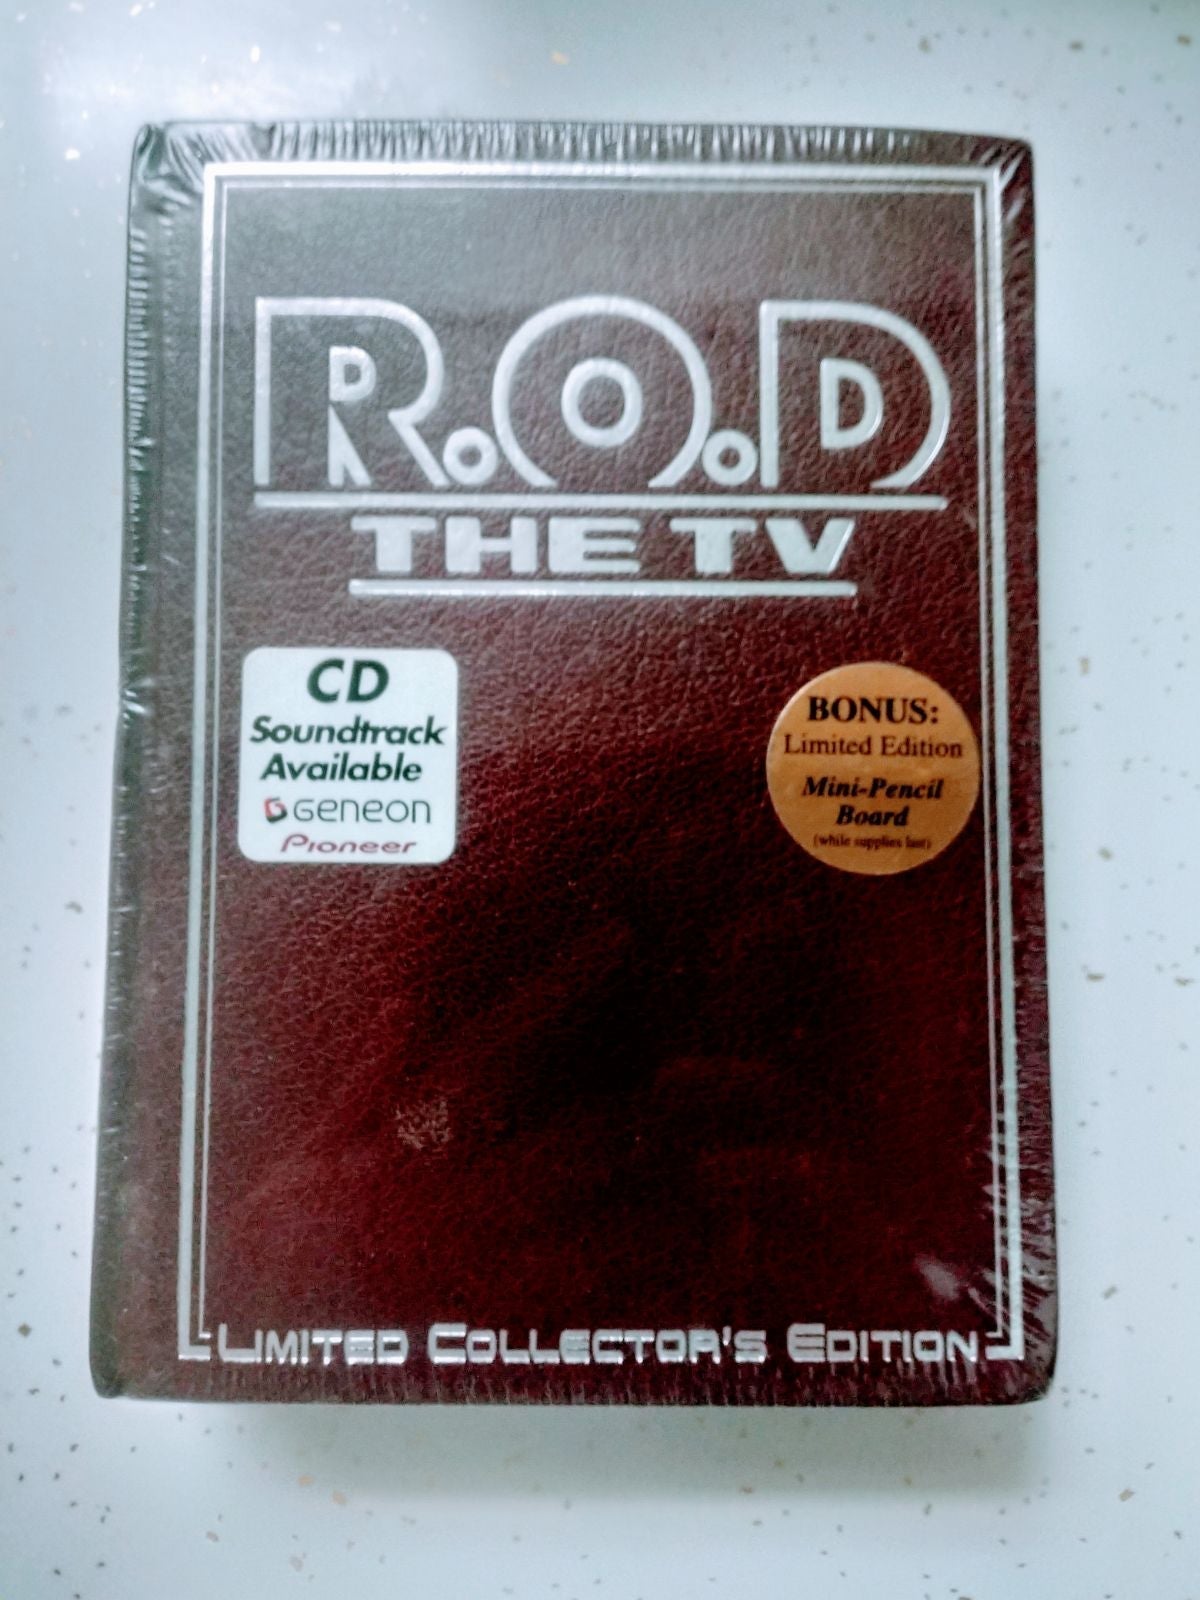 R.O.D
THE TV
CD
Soundtrack
Available
Geneon
Pioneer
BONUS:
Limited Edition
Mini-Pencil
Board
(while supplies last)
LIMITED COLLECTOR'S EDITION